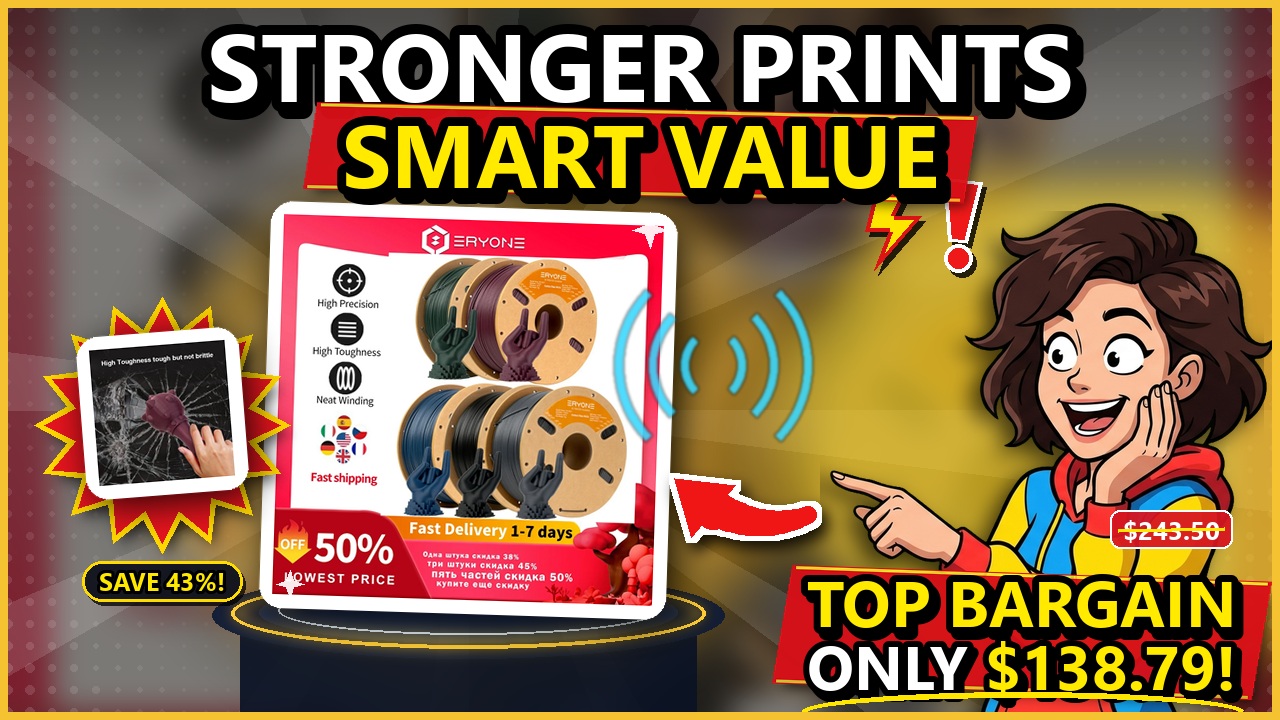 STRONGER PRINTS
SMART VALUE
ERYONE
High Precision
High Toughness
Neat Winding
Fast shipping
ERYONE
ERYONE
Fast Delivery 1-7 days
OFF 50%
LOWEST PRICE
Одна штука скидка 38%
три штуки скидка 45%
пять частей скидка 50%
купите еще скидку
High Toughness tough but not brittle
SAVE 43%!
$243.50
TOP BARGAIN
ONLY $138.79!